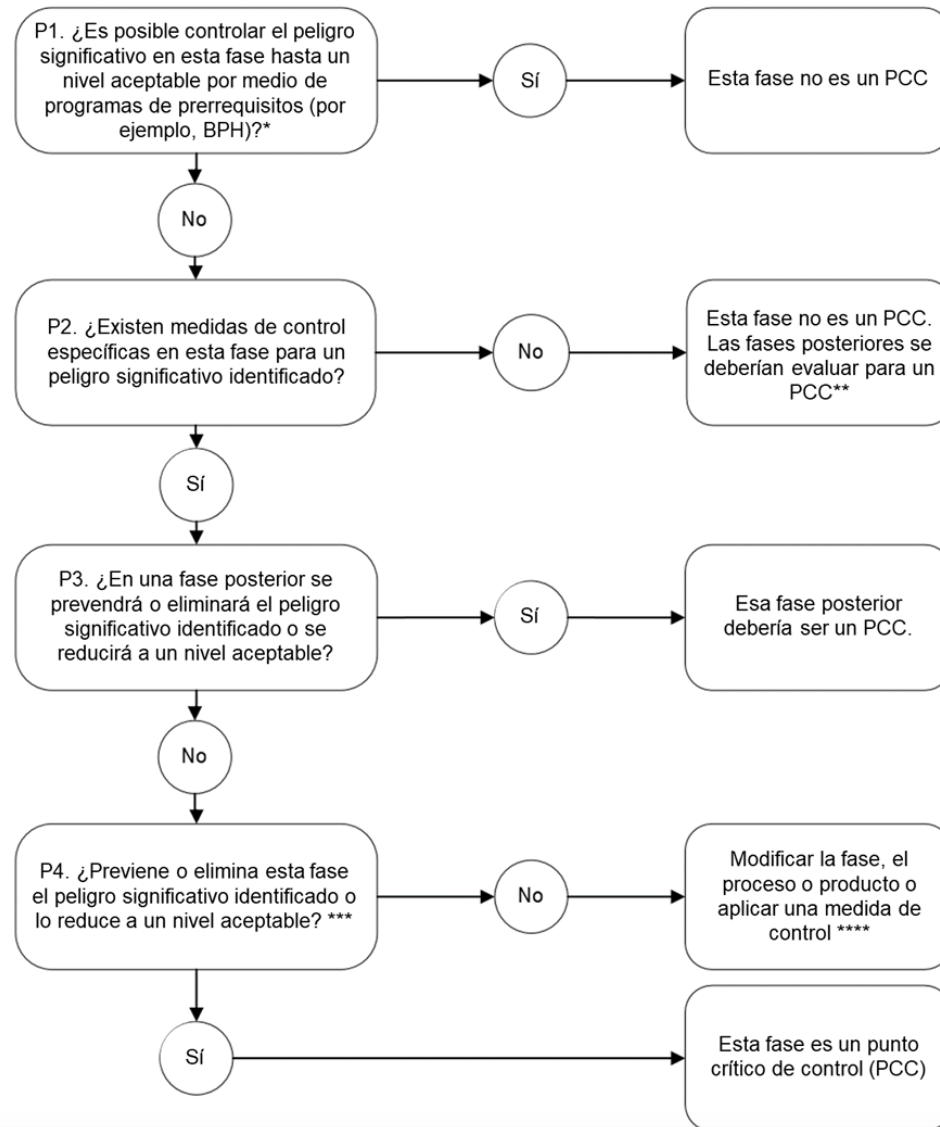 P1. ¿Es posible controlar el peligro
significativo en esta fase hasta un
nivel aceptable por medio de
programas de prerrequisitos (por
ejemplo, BPH)?*
Sí
Esta fase no es un PCC
No
P2. ¿Existen medidas de control
específicas en esta fase para un
peligro significativo identificado?
No
Esta fase no es un PCC.
Las fases posteriores se
deberían evaluar para un
PCC**
Sí
P3. ¿En una fase posterior se
prevendrá o eliminará el peligro
significativo identificado o se
reducirá a un nivel aceptable?
Sí
Esa fase posterior
debería ser un PCC.
No
P4. ¿Previene o elimina esta fase
el peligro significativo identificado o
lo reduce a un nivel aceptable? ***
No
Modificar la fase, el
proceso o producto o
aplicar una medida de
control ****
Sí
Esta fase es un punto
crítico de control (PCC)